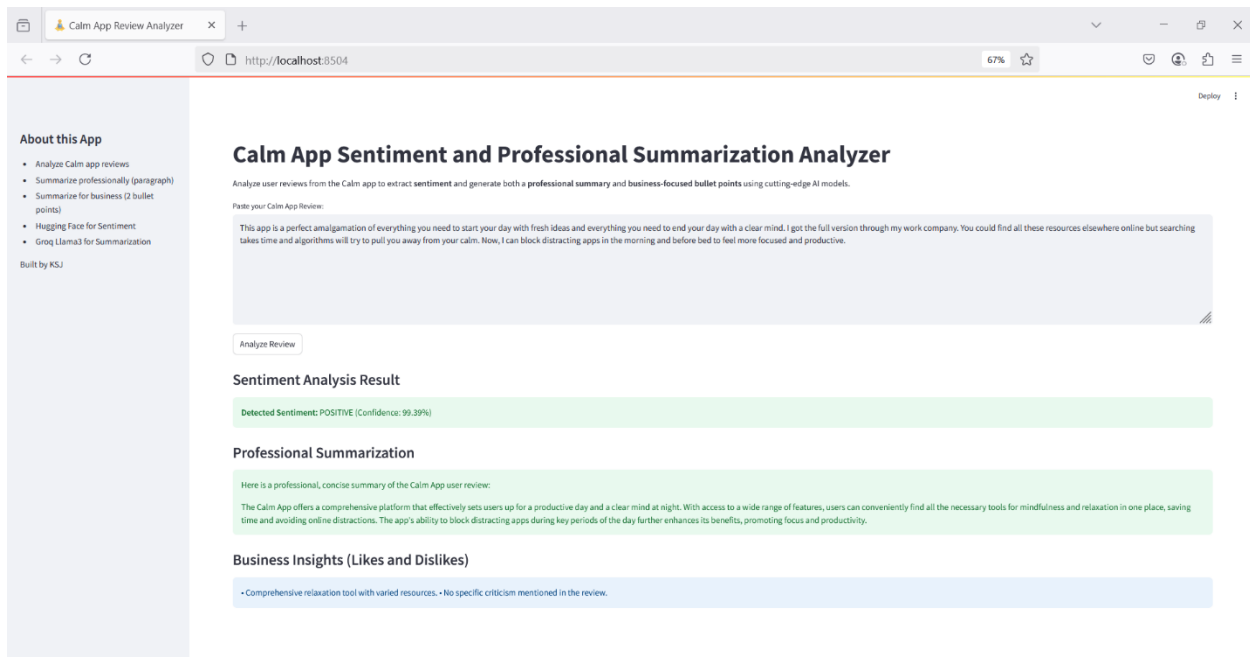 Calm App Review Analyzer
http://localhost:8504
67%
Deploy
About this App
• Analyze Calm app reviews
• Summarize professionally (paragraph)
• Summarize for business (2 bullet
points)
• Hugging Face for Sentiment
• Groq Llama3 for Summarization
Built by KSJ
Calm App Sentiment and Professional Summarization Analyzer
Analyze user reviews from the Calm app to extract sentiment and generate both a professional summary and business-focused bullet points using cutting-edge AI models.
Paste your Calm App Review:
This app is a perfect amalgamation of everything you need to start your day with fresh ideas and everything you need to end your day with a clear mind. I got the full version through my work company. You could find all these resources elsewhere online but searching
takes time and algorithms will try to pull you away from your calm. Now, I can block distracting apps in the morning and before bed to feel more focused and productive.
Analyze Review
Sentiment Analysis Result
Detected Sentiment: POSITIVE (Confidence: 99.39%)
Professional Summarization
Here is a professional, concise summary of the Calm App user review:
The Calm App offers a comprehensive platform that effectively sets users up for a productive day and a clear mind at night. With access to a wide range of features, users can conveniently find all the necessary tools for mindfulness and relaxation in one place, saving
time and avoiding online distractions. The app's ability to block distracting apps during key periods of the day further enhances its benefits, promoting focus and productivity.
Business Insights (Likes and Dislikes)
• Comprehensive relaxation tool with varied resources. • No specific criticism mentioned in the review.